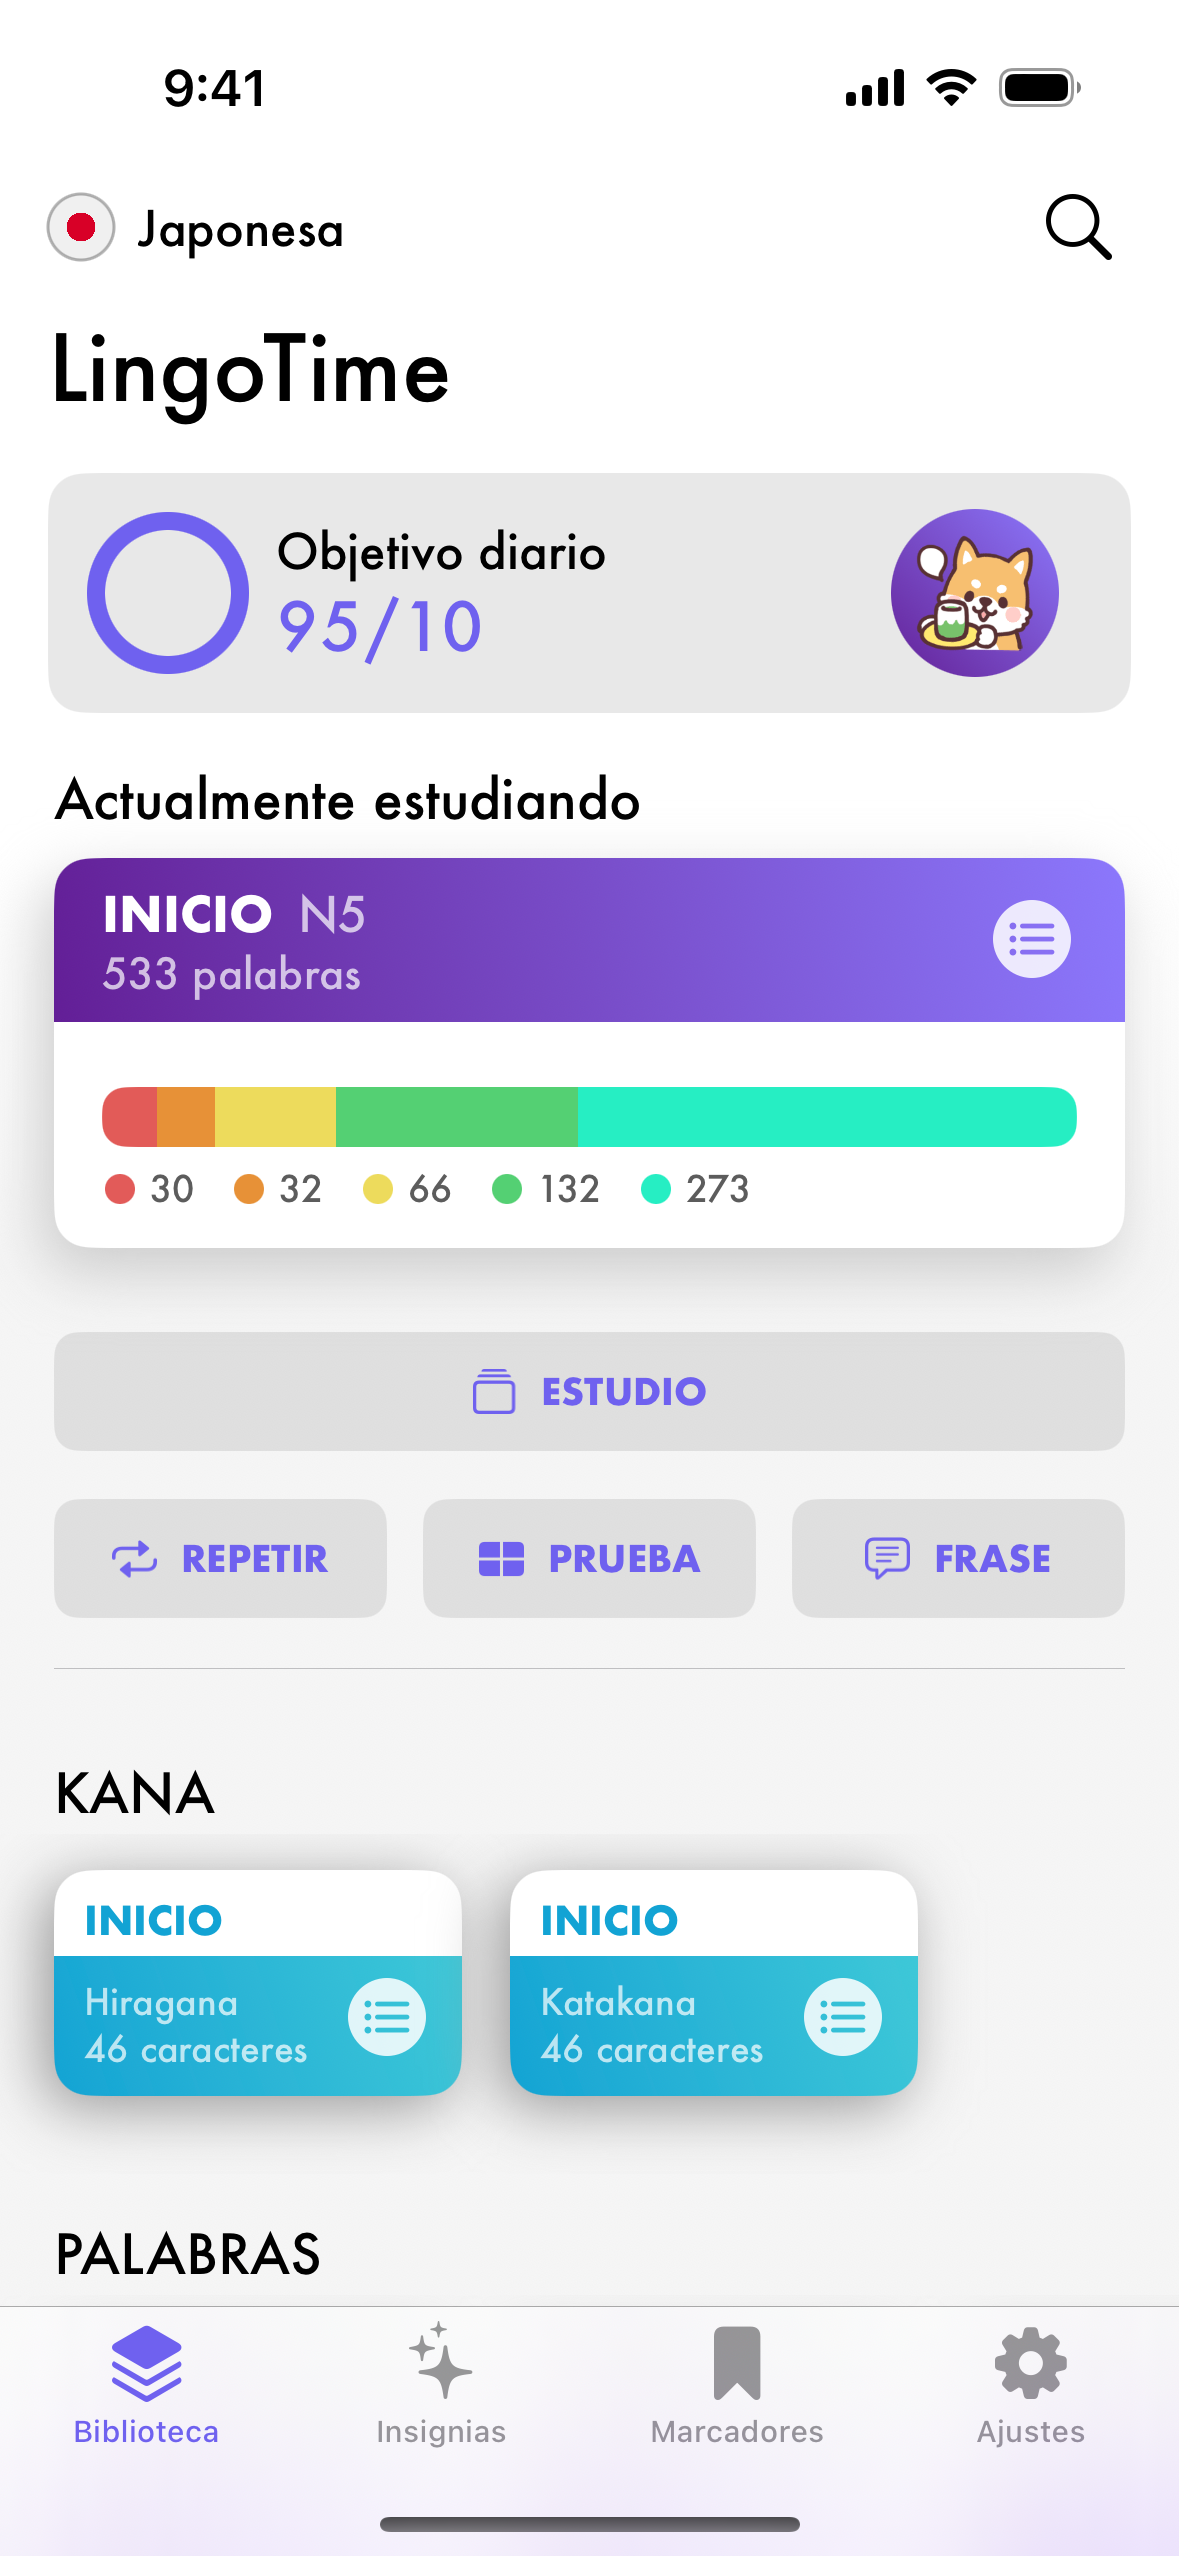 9:41
Japonesa
LingoTime
Objetivo diario
95/10
Actualmente estudiando
INICIO N5
533 palabras
30 32 66 132 273
ESTUDIO
REPETIR PRUEBA FRASE
KANA
INICIO
Hiragana
46 caracteres
INICIO
Katakana
46 caracteres
PALABRAS
Biblioteca Insignias Marcadores Ajustes